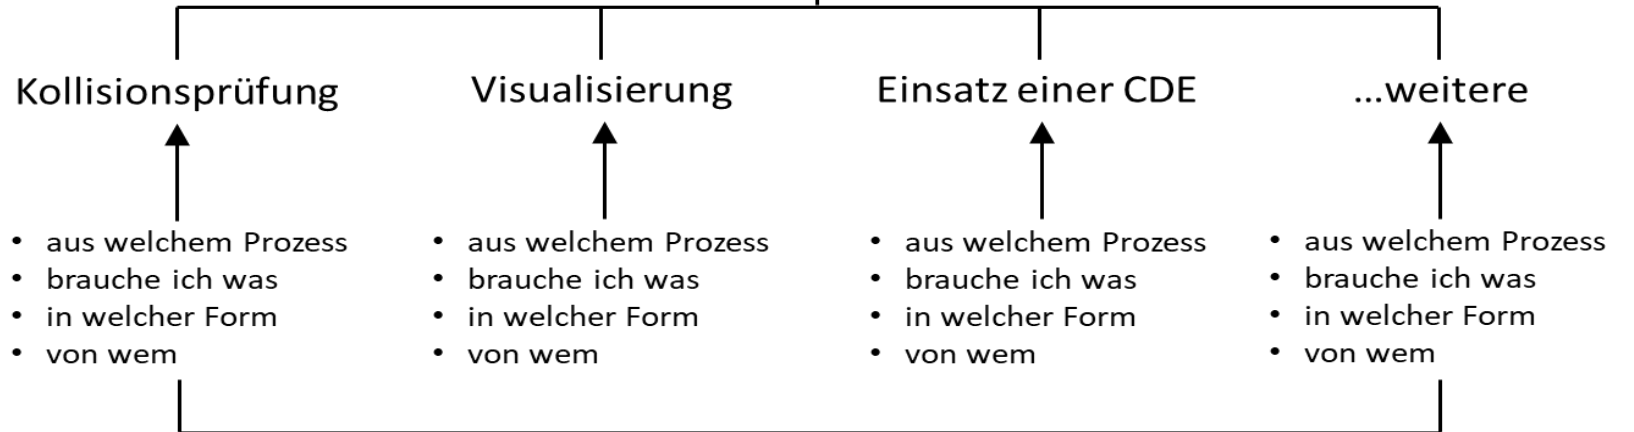 Kollisionsprüfung
Visualisierung
Einsatz einer CDE
...weitere
• aus welchem Prozess
• brauche ich was
• in welcher Form
• von wem
• aus welchem Prozess
• brauche ich was
• in welcher Form
• von wem
• aus welchem Prozess
• brauche ich was
• in welcher Form
• von wem
• aus welchem Prozess
• brauche ich was
• in welcher Form
• von wem